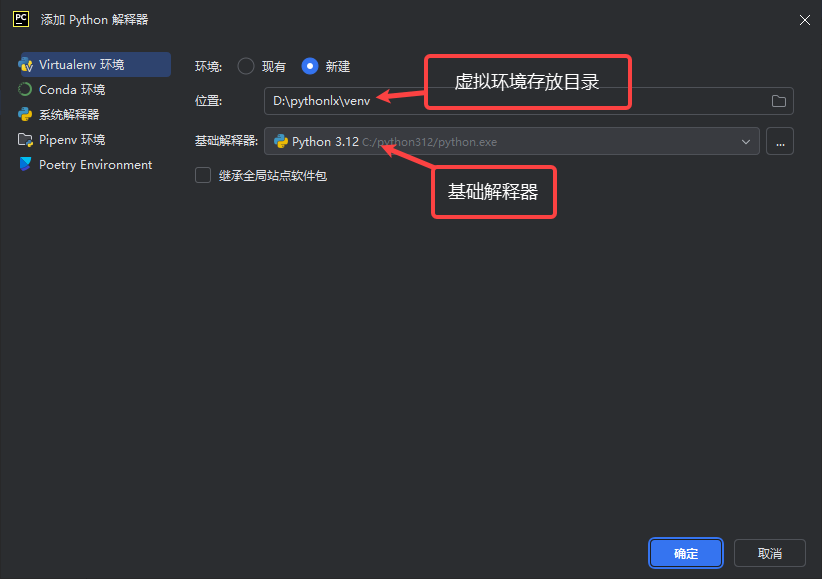 PC 添加 Python 解释器
Virtualenv 环境
Conda 环境
系统解释器
Pipenv 环境
Poetry Environment
环境: 现有 新建
位置: D:\pythonlx\venv
虚拟环境存放目录
基础解释器: Python 3.12 C:/python312/python.exe ...
继承全局站点软件包
基础解释器
确定 取消